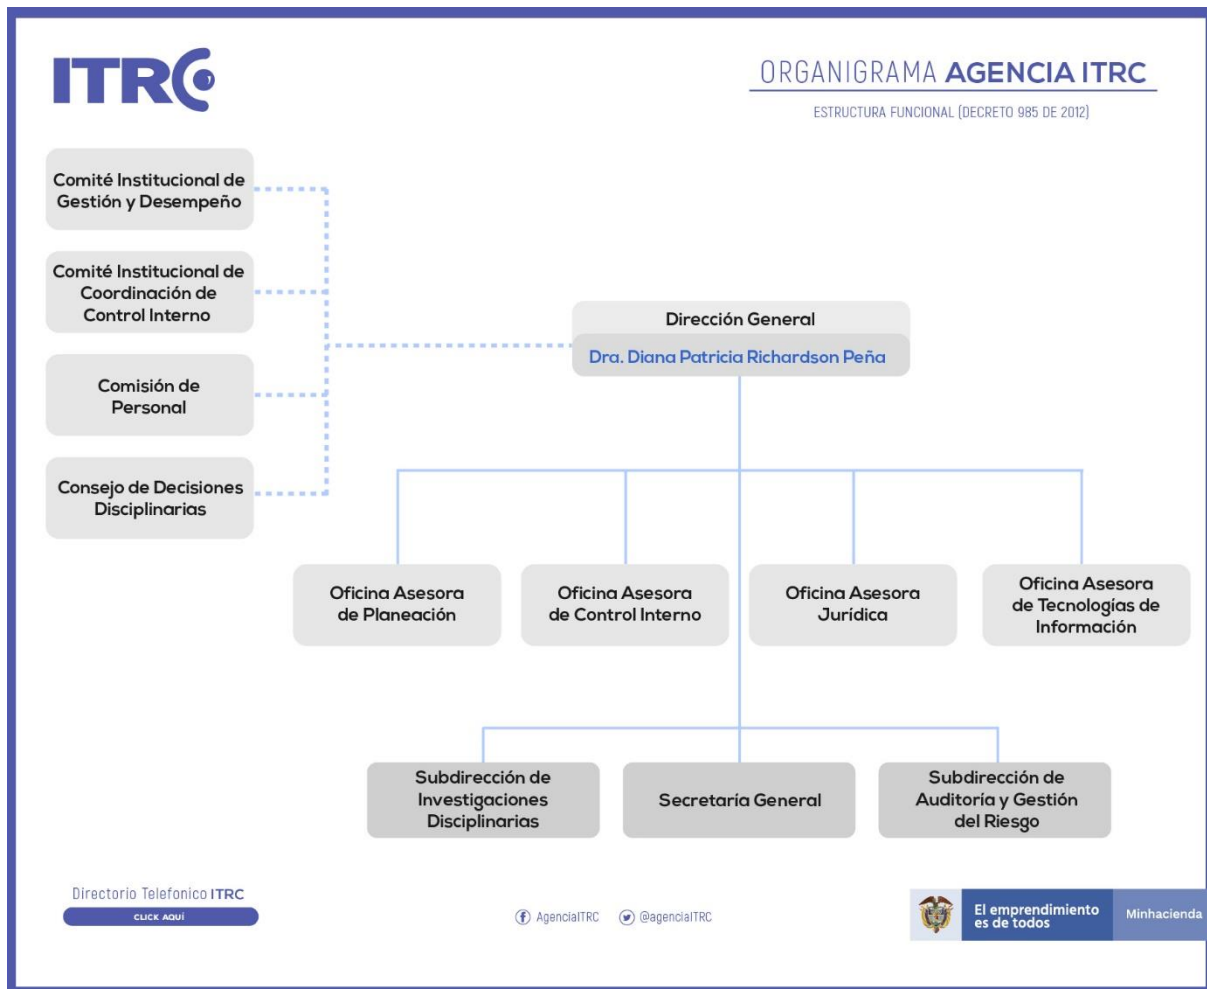 ITRC
ORGANIGRAMA AGENCIA ITRC
ESTRUCTURA FUNCIONAL (DECRETO 985 DE 2012)
Comité Institucional de
Gestión y Desempeño
Comité Institucional de
Coordinación de
Control Interno
Comisión de
Personal
Consejo de Decisiones
Disciplinarias
Dirección General
Dra. Diana Patricia Richardson Peña
Oficina Asesora
de Planeación
Oficina Asesora
de Control Interno
Oficina Asesora
Jurídica
Oficina Asesora
de Tecnologías de
Información
Subdirección de
Investigaciones
Disciplinarias
Secretaría General
Subdirección de
Auditoría y Gestión
del Riesgo
Directorio Telefonico ITRC
CLICK AQUÍ
AgenciaITRC
@agenciaITRC
El emprendimiento
es de todos
Minhacienda